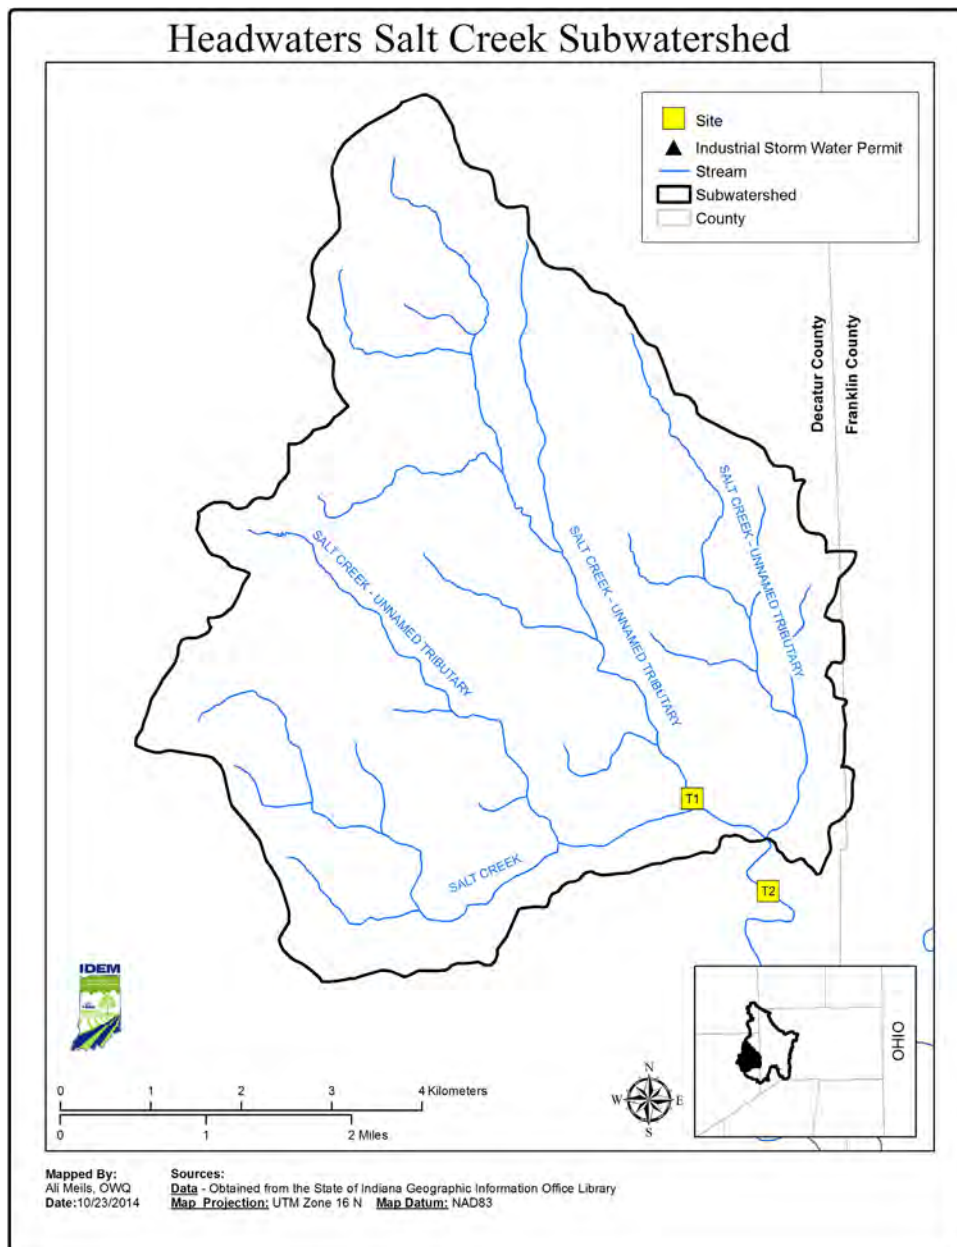 Headwaters Salt Creek Subwatershed
Site
Industrial Storm Water Permit
Stream
Subwatershed
County
Decatur County
Franklin County
SALT CREEK - UNNAMED TRIBUTARY
SALT CREEK - UNNAMED TRIBUTARY
SALT CREEK - UNNAMED TRIBUTARY
T1
SALT CREEK
T2
IDEM
OHIO
0 1 2 3 4 Kilometers
0 1 2 Miles
N
W E
S
Mapped By:
Ali Meils, OWQ
Date:10/23/2014
Sources:
Data - Obtained from the State of Indiana Geographic Information Office Library
Map Projection: UTM Zone 16 N Map Datum: NAD83